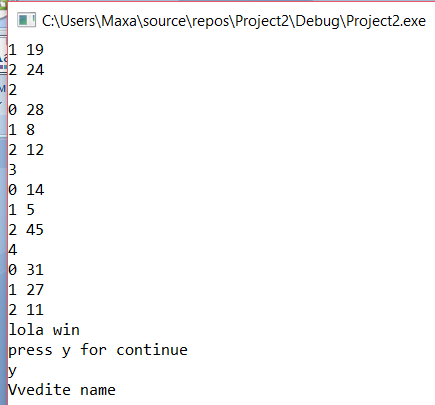 C:\Users\Maxa\source\repos\Project2\Debug\Project2.exe
1 19
2 24
2
0 28
1 8
2 12
3
0 14
1 5
2 45
4
0 31
1 27
2 11
lola win
press y for continue
y
Vvedite name